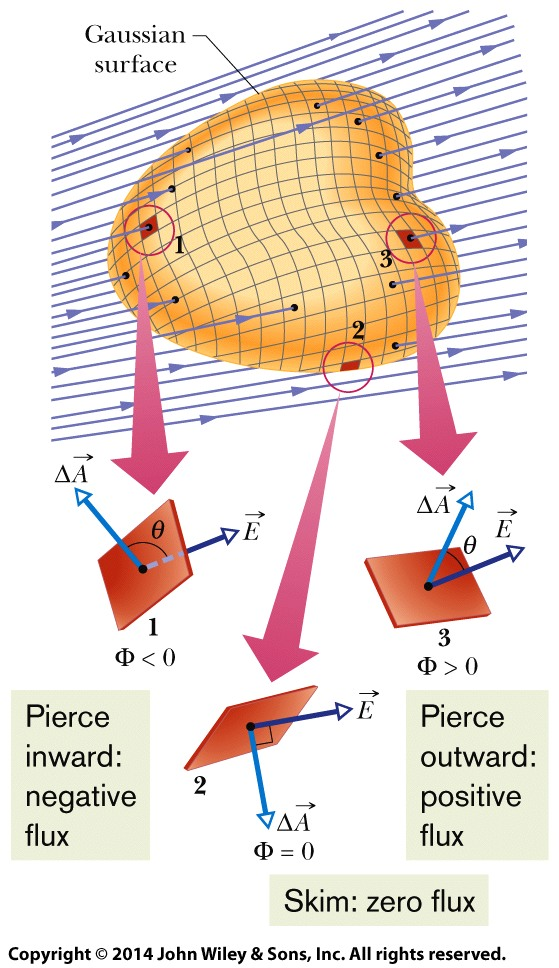 Gaussian
surface
1
3
2
ΔA⃗
θ
E⃗
1
Φ < 0
ΔA⃗
E⃗
θ
3
Φ > 0
E⃗
2
ΔA⃗
Φ = 0
Pierce
inward:
negative
flux
Pierce
outward:
positive
flux
Skim: zero flux
Copyright © 2014 John Wiley & Sons, Inc. All rights reserved.